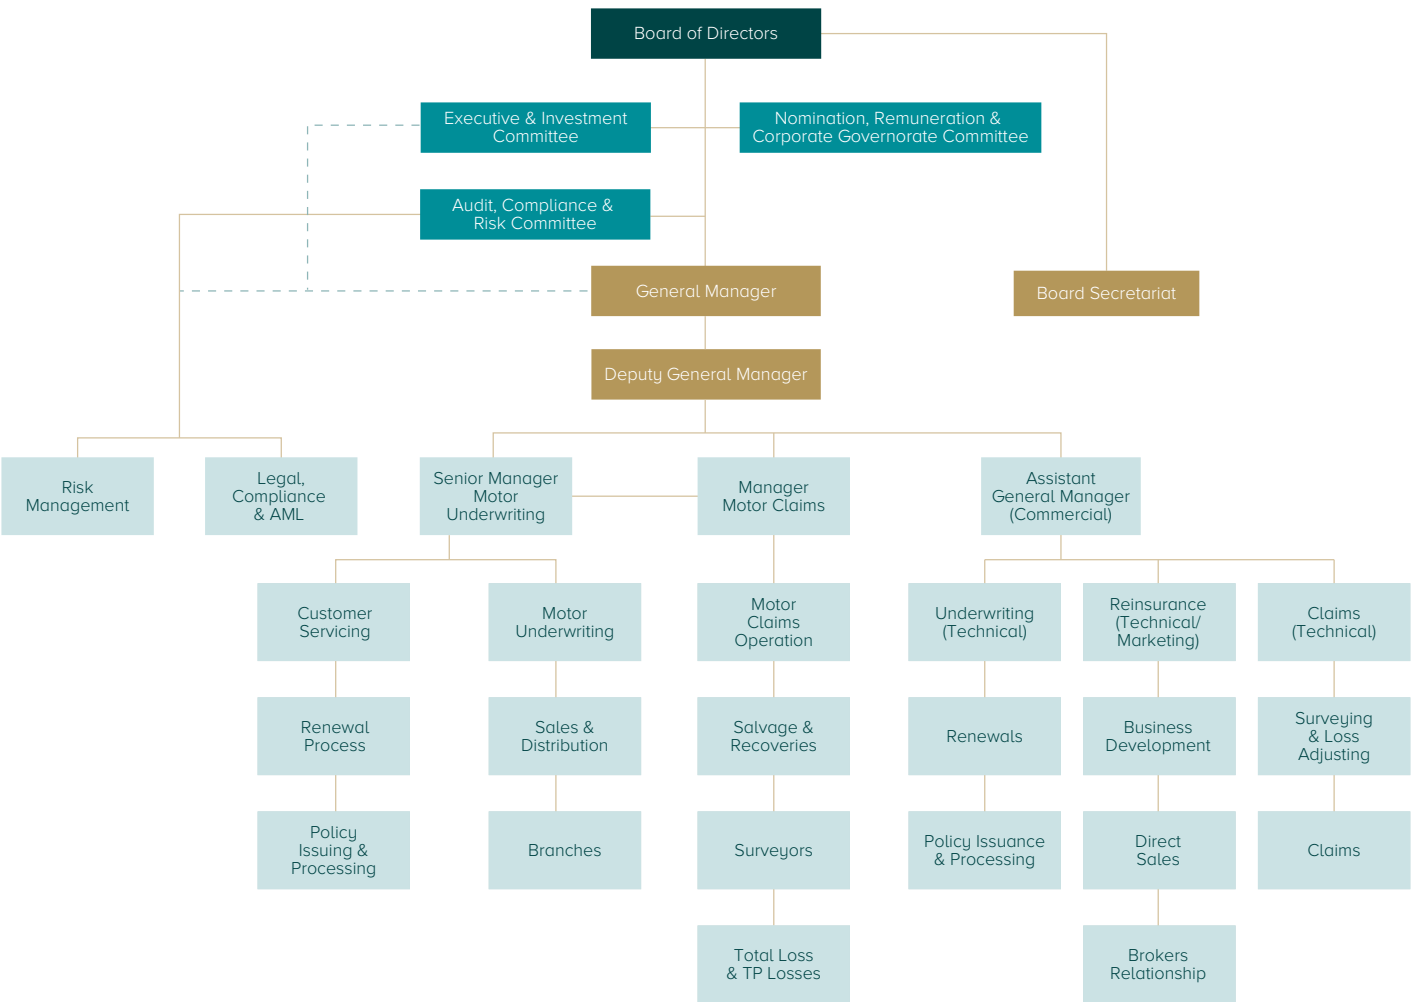 Board of Directors
Executive & Investment
Committee
Nomination, Remuneration &
Corporate Governorate Committee
Audit, Compliance &
Risk Committee
General Manager
Board Secretariat
Deputy General Manager
Risk
Management
Legal,
Compliance
& AML
Senior Manager
Motor
Underwriting
Manager
Motor Claims
Assistant
General Manager
(Commercial)
Customer
Servicing
Motor
Underwriting
Motor
Claims
Operation
Underwriting
(Technical)
Reinsurance
(Technical/
Marketing)
Claims
(Technical)
Renewal
Process
Sales &
Distribution
Salvage &
Recoveries
Renewals
Business
Development
Surveying
& Loss
Adjusting
Policy
Issuing &
Processing
Branches
Surveyors
Policy Issuance
& Processing
Direct
Sales
Claims
Total Loss
& TP Losses
Brokers
Relationship